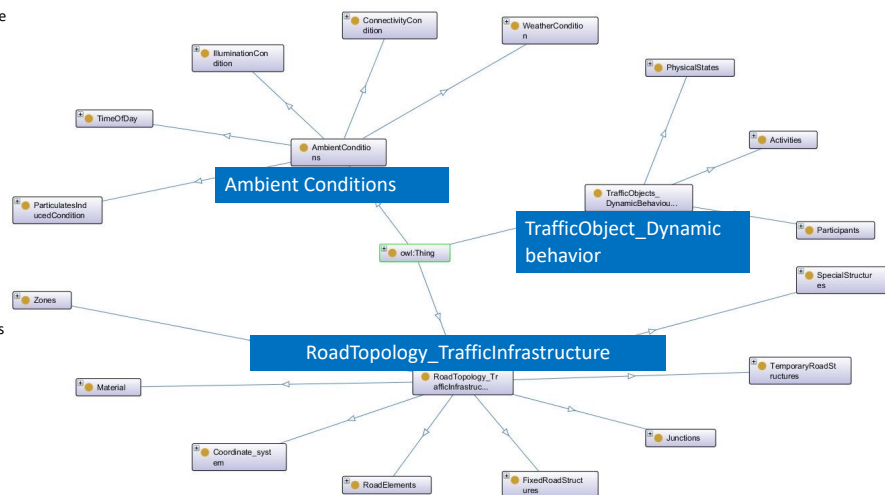 e
ConnectivityCon
dition
WeatherConditio
n
IlluminationCon
dition
PhysicalStates
TimeOfDay
AmbientConditio
ns
Activities
Ambient Conditions
TrafficObjects_
DynamicBehaviou...
ParticulatesInd
ucedCondition
TrafficObject_Dynamic
behavior
Participants
owl:Thing
SpecialStructur
es
Zones
s
RoadTopology_TrafficInfrastructure
TemporaryRoadSt
ructures
RoadTopology_Tr
afficInfrastruc...
Material
Junctions
Coordinate_syst
em
RoadElements
FixedRoadStruct
ures